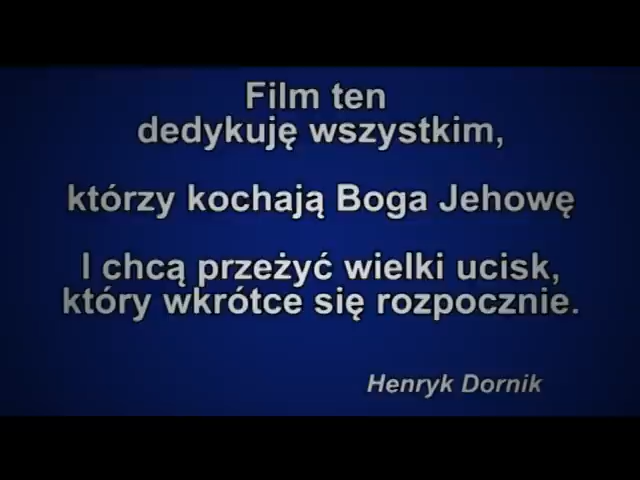 Film ten
dedykuję wszystkim,
którzy kochają Boga Jehowę
I chcą przeżyć wielki ucisk,
który wkrótce się rozpocznie.
Henryk Dornik